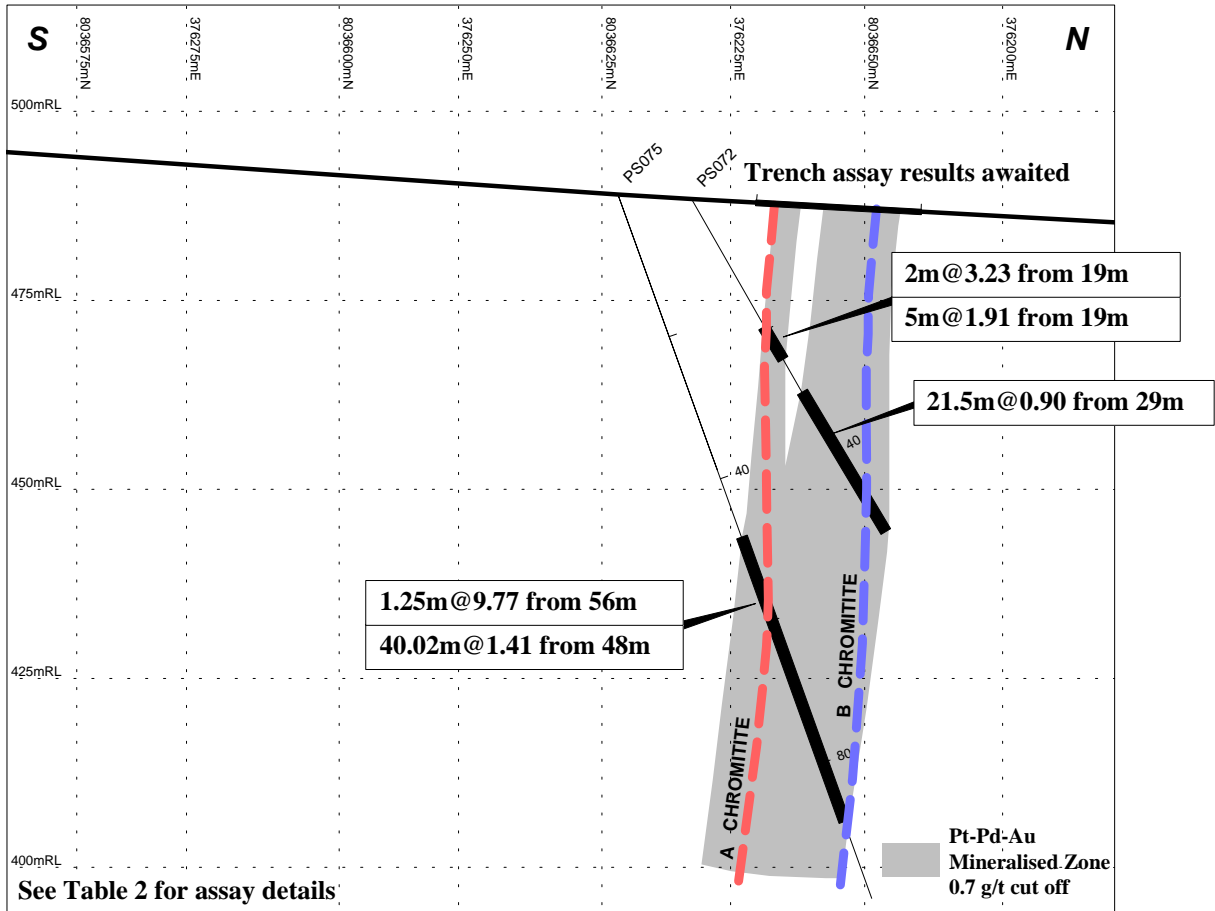 S
8036575mN
376275mE
8036600mN
376250mE
8036625mN
376225mE
8036650mN
376200mE
N
500mRL
PS075
PS072
Trench assay results awaited
2m@3.23 from 19m
5m@1.91 from 19m
475mRL
21.5m@0.90 from 29m
40
40
450mRL
1.25m@9.77 from 56m
40.02m@1.41 from 48m
425mRL
A CHROMITITE
B CHROMITITE
80
400mRL
Pt-Pd-Au
Mineralised Zone
0.7 g/t cut off
See Table 2 for assay details